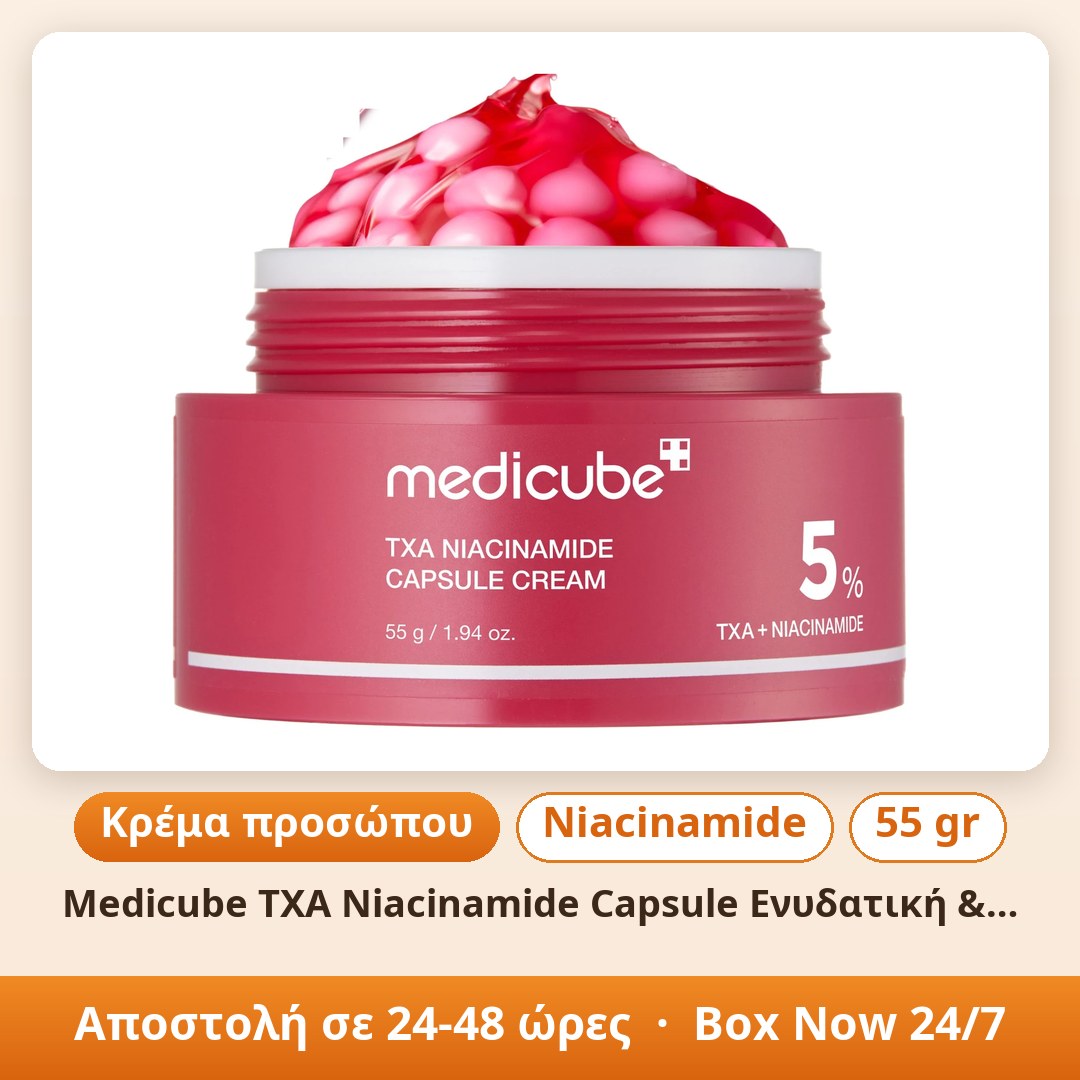 medicube
TXA NIACINAMIDE
CAPSULE CREAM
55 g / 1.94 oz.
5%
TXA + NIACINAMIDE
Κρέμα προσώπου
Niacinamide
55 gr
Medicube TXA Niacinamide Capsule Ενυδατική &...
Αποστολή σε 24-48 ώρες · Box Now 24/7